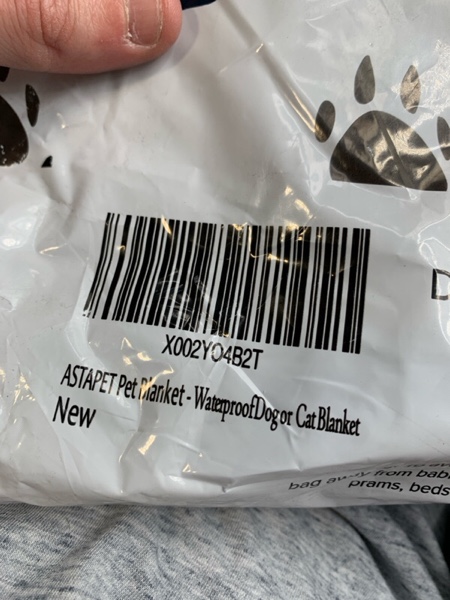 X002YO4B2T
ASTAPET Pet Blanket - Waterproof Dog or Cat Blanket
New
D
bag away from bab
prams, beds